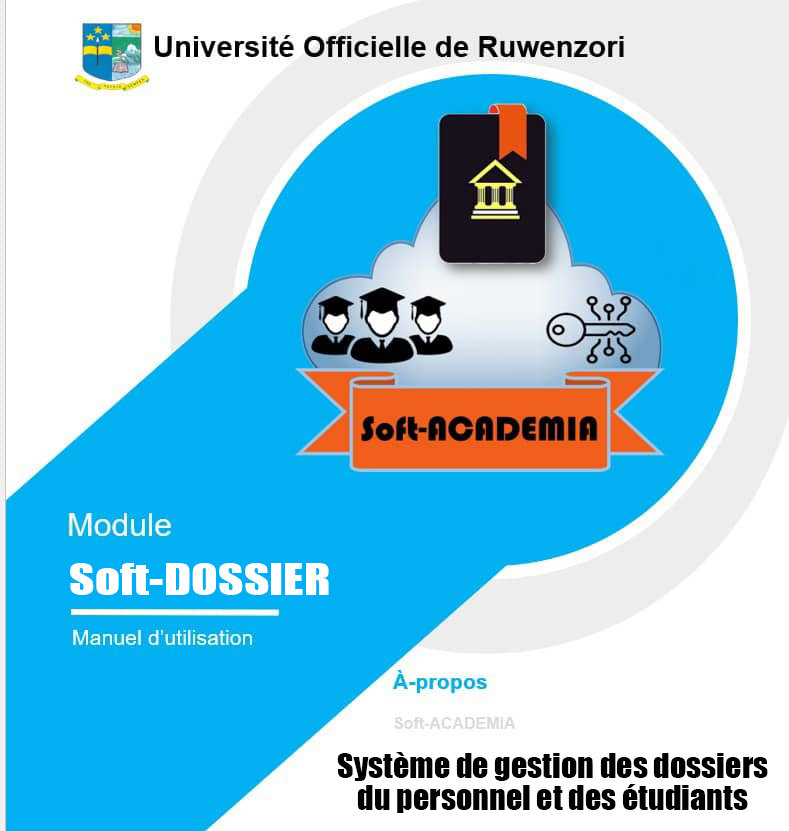 Université Officielle de Ruwenzori
Soft-ACADEMIA
Module
Soft-DOSSIER
Manuel d'utilisation
À-propos
Soft-ACADEMIA
Système de gestion des dossiers
du personnel et des étudiants